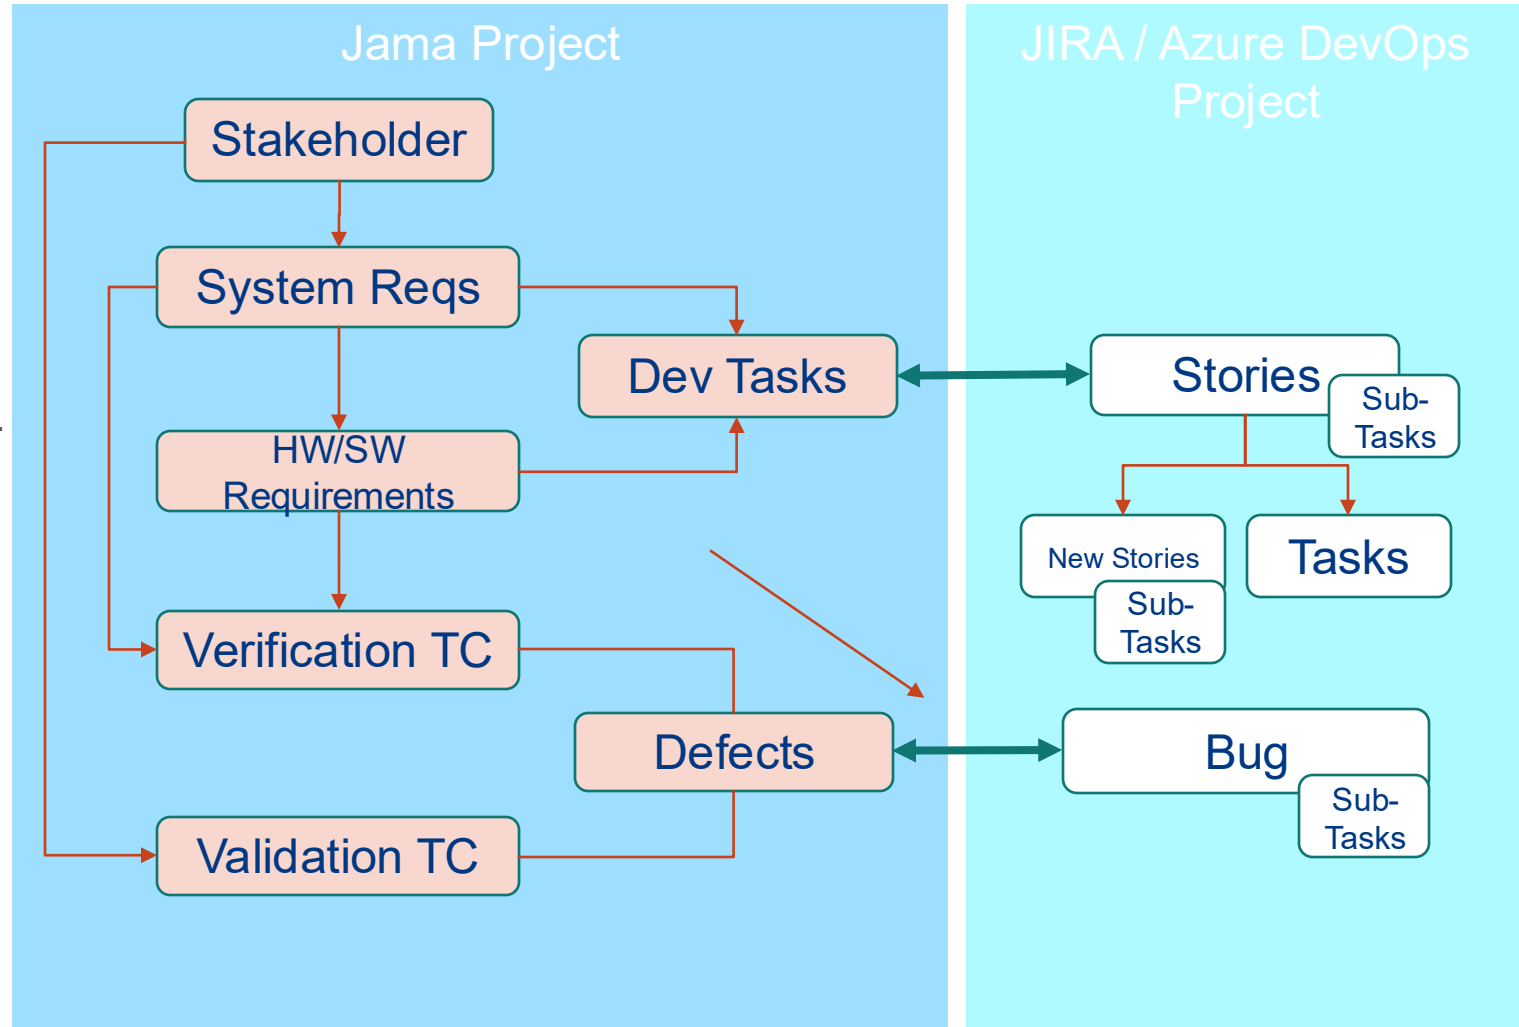 Jama Project
JIRA / Azure DevOps
Project
Stakeholder
System Reqs
Dev Tasks
Stories
Sub-
Tasks
HW/SW
Requirements
New Stories
Sub-
Tasks
Tasks
Verification TC
Defects
Bug
Sub-
Tasks
Validation TC